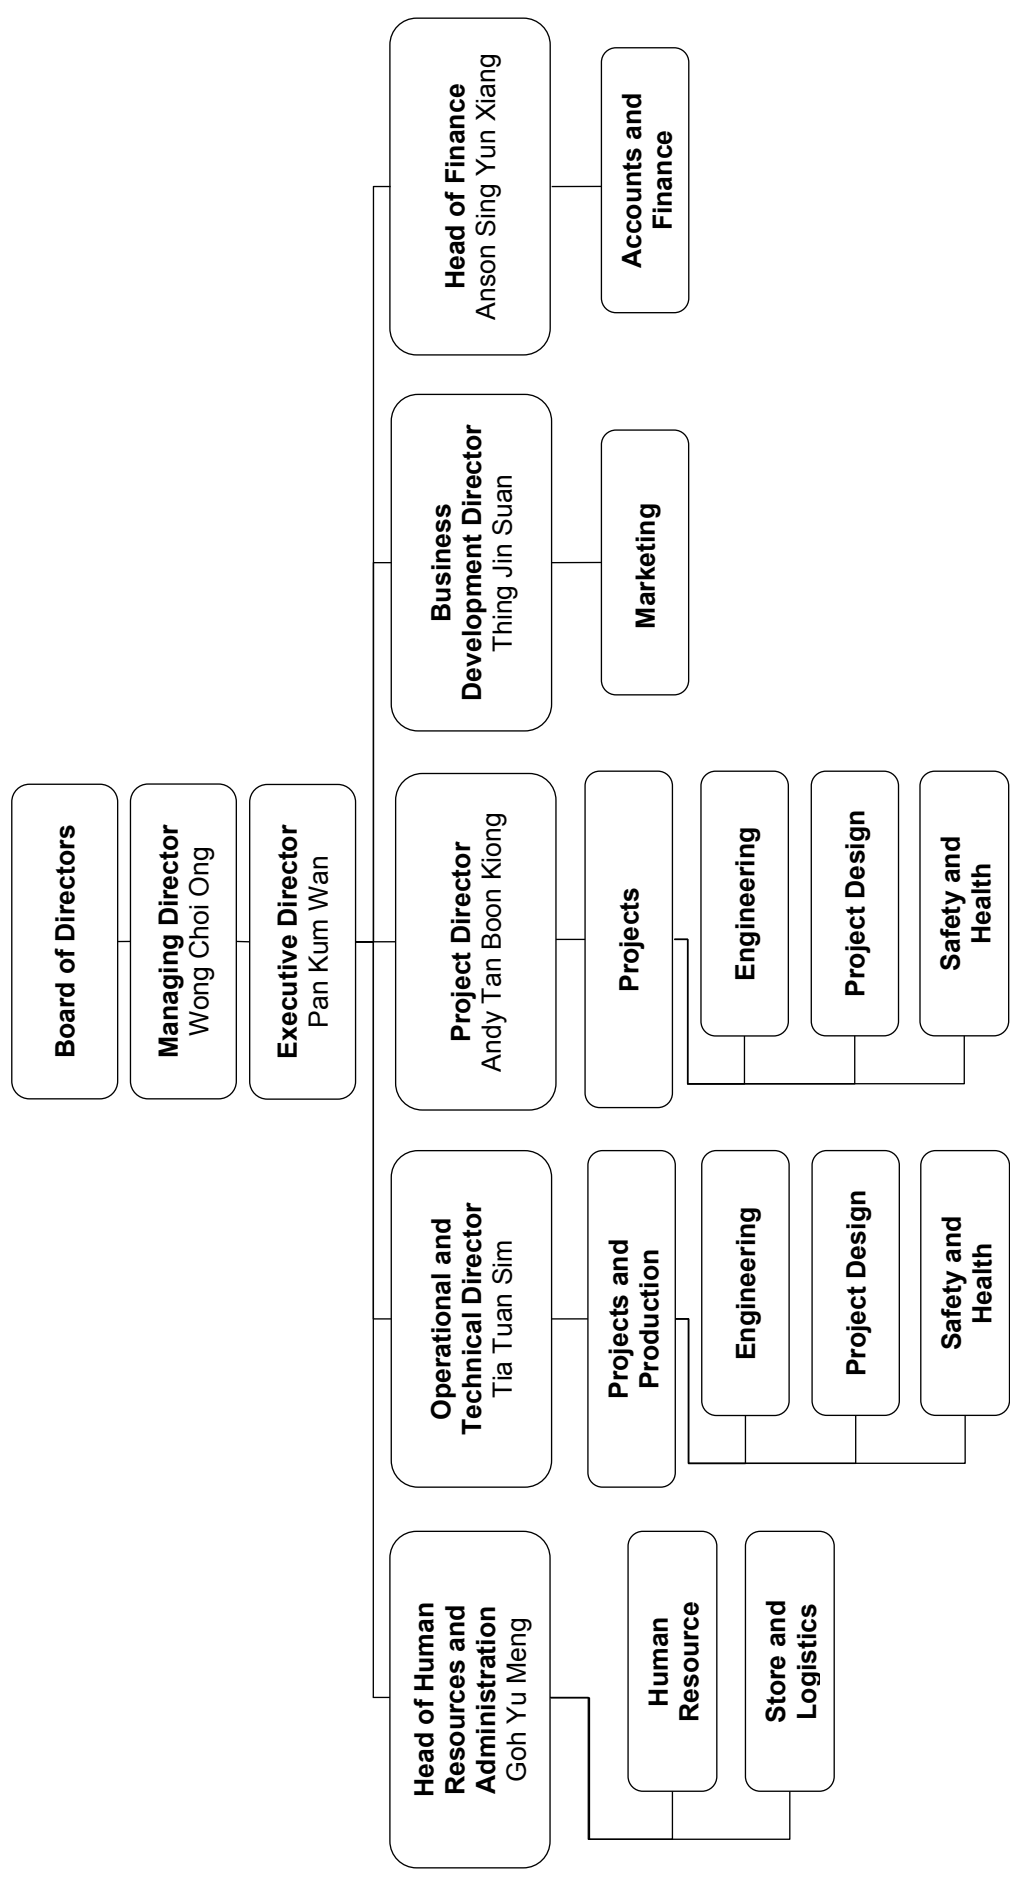 Board of Directors
Managing Director
Wong Choi Ong
Executive Director
Pan Kum Wan
Head of Human
Resources and
Administration
Goh Yu Meng
Human
Resource
Store and
Logistics
Operational and
Technical Director
Tia Tuan Sim
Projects and
Production
Engineering
Project Design
Safety and
Health
Project Director
Andy Tan Boon Kiong
Projects
Engineering
Project Design
Safety and
Health
Business
Development Director
Thing Jin Suan
Marketing
Head of Finance
Anson Sing Yun Xiang
Accounts and
Finance